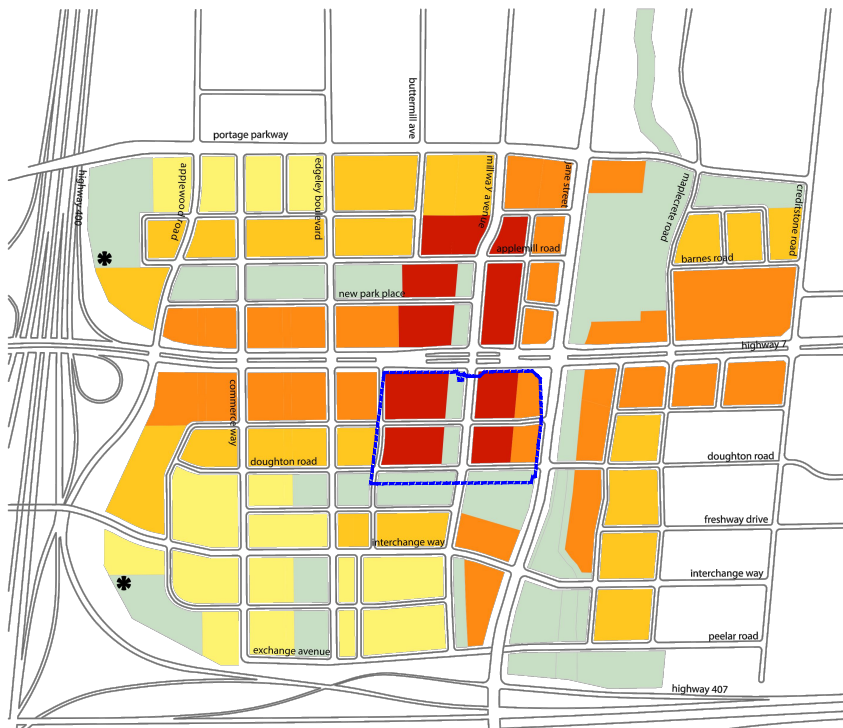 portage parkway
buttermill ave
highway 400
applewood road
edgeley boulevard
millway avenue
jane street
maplecrete road
creditstone road
applemill road
barnes road
new park place
highway 7
commerce way
doughton road
doughton road
freshway drive
interchange way
interchange way
peelar road
exchange avenue
highway 407